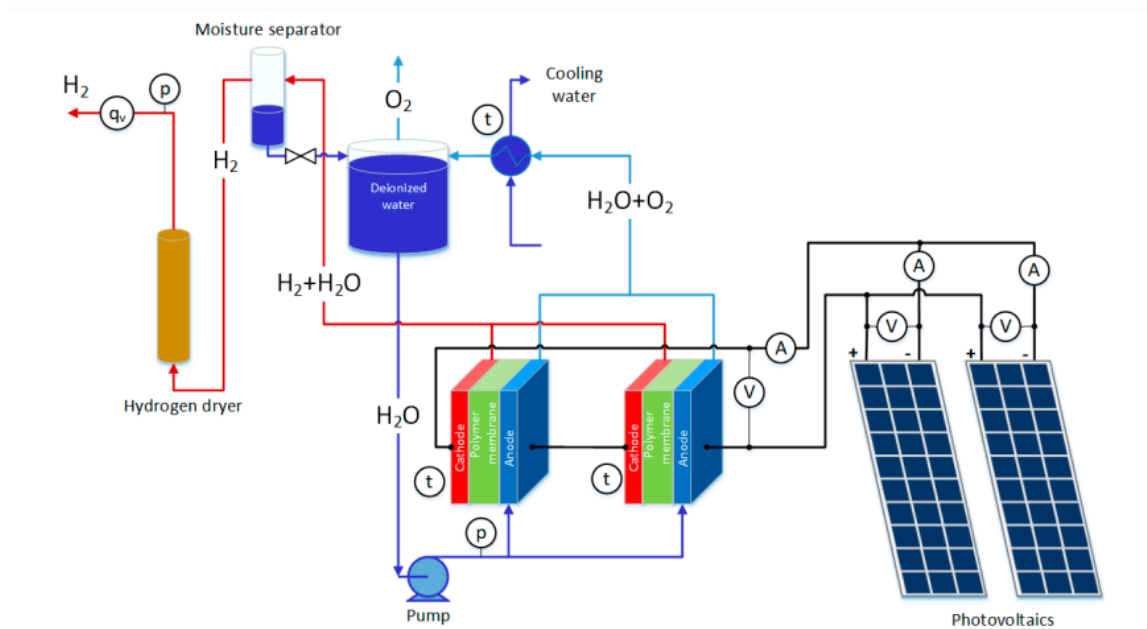 Moisture separator
H₂
p
qᵥ
O₂
Cooling
water
t
H₂
Deionized
water
H₂O+O₂
H₂+H₂O
A
A
V
V
A
+
-
+
-
V
Hydrogen dryer
H₂O
Cathode
Polymer
membrane
Anode
Cathode
Polymer
membrane
Anode
t
t
p
Pump
Photovoltaics